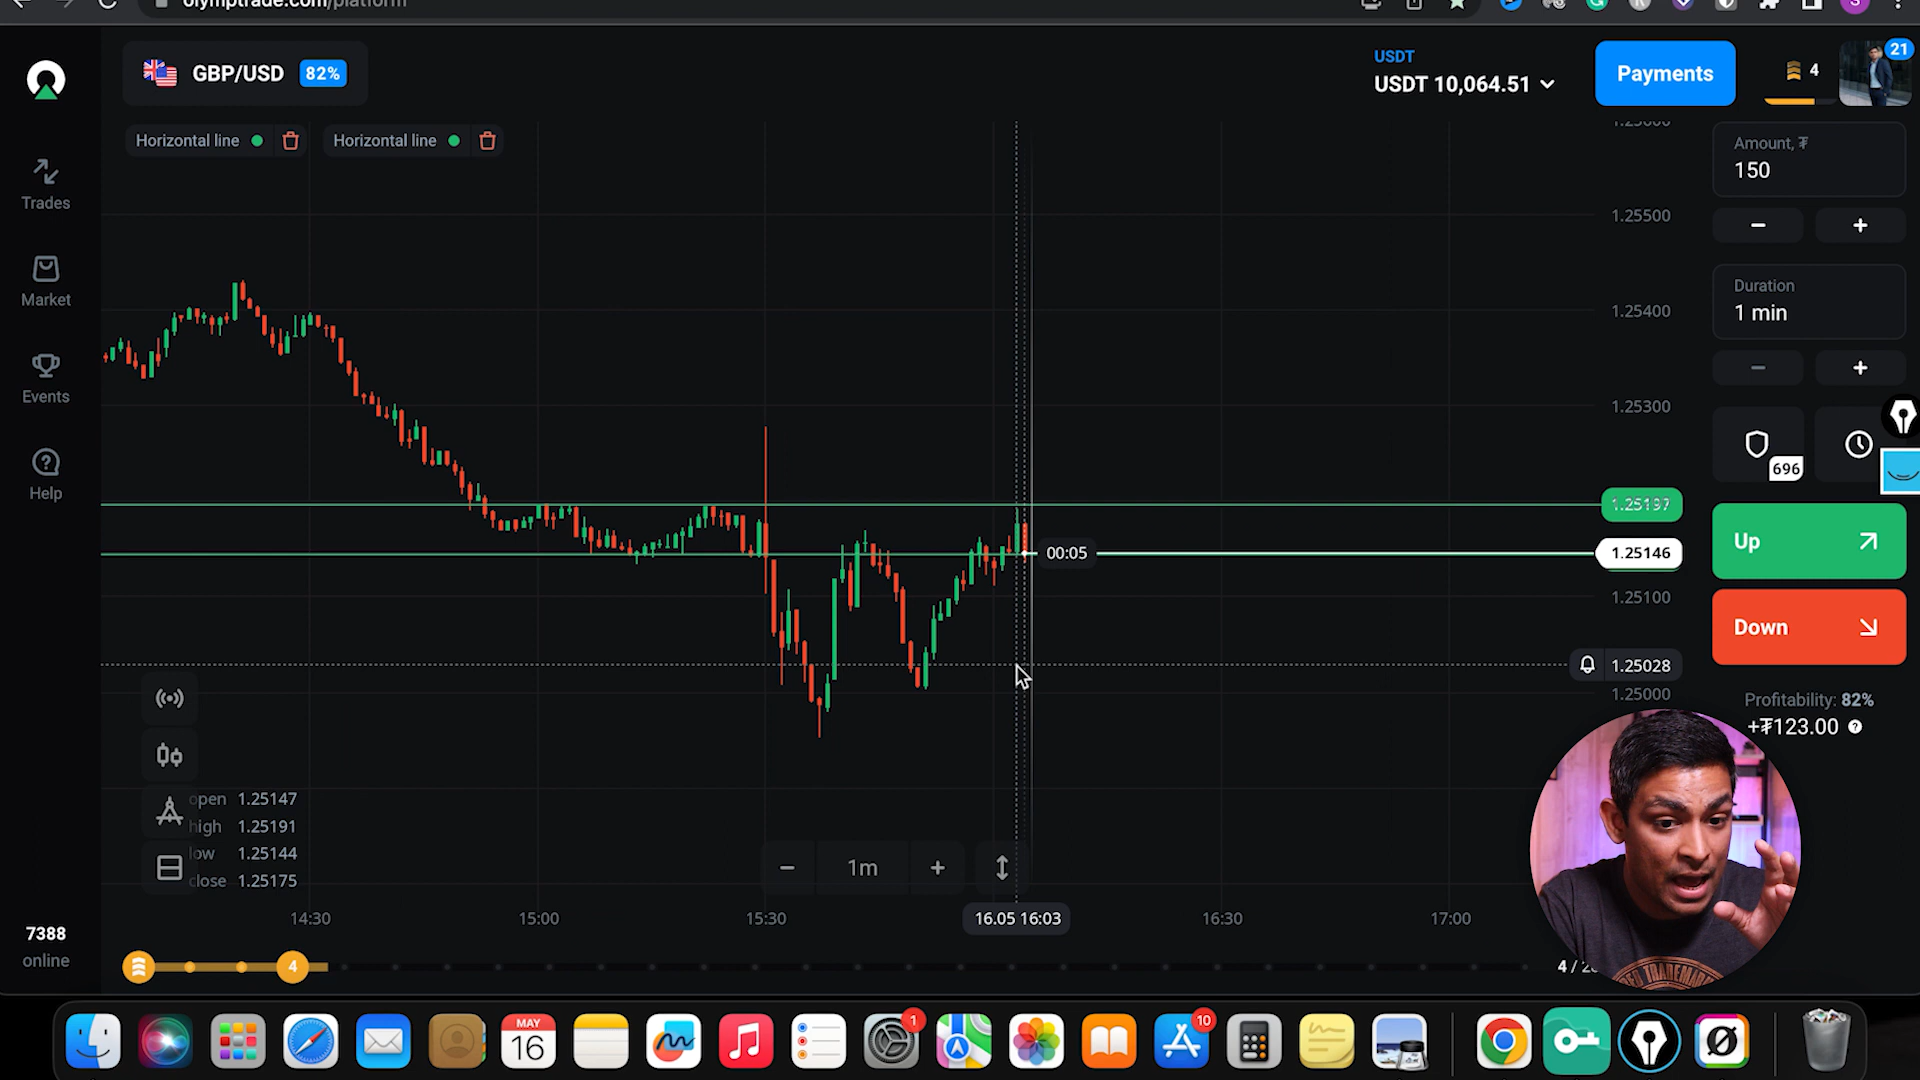 olymptrade.com/platform
GBP/USD 82%
USDT
USDT 10,064.51
Payments
4
21
Horizontal line
Horizontal line
Trades
Market
Events
Help
1.25500
1.25400
1.25300
1.25197
1.25146
1.25100
1.25028
1.25000
00:05
Amount, ₮
150
− +
Duration
1 min
− +
696
Up
Down
Profitability: 82%
+₮123.00
open 1.25147
high 1.25191
low 1.25144
close 1.25175
− 1m +
14:30 15:00 15:30 16.05 16:03 16:30 17:00
7388
online
4
4 /
MAY
16
1
10